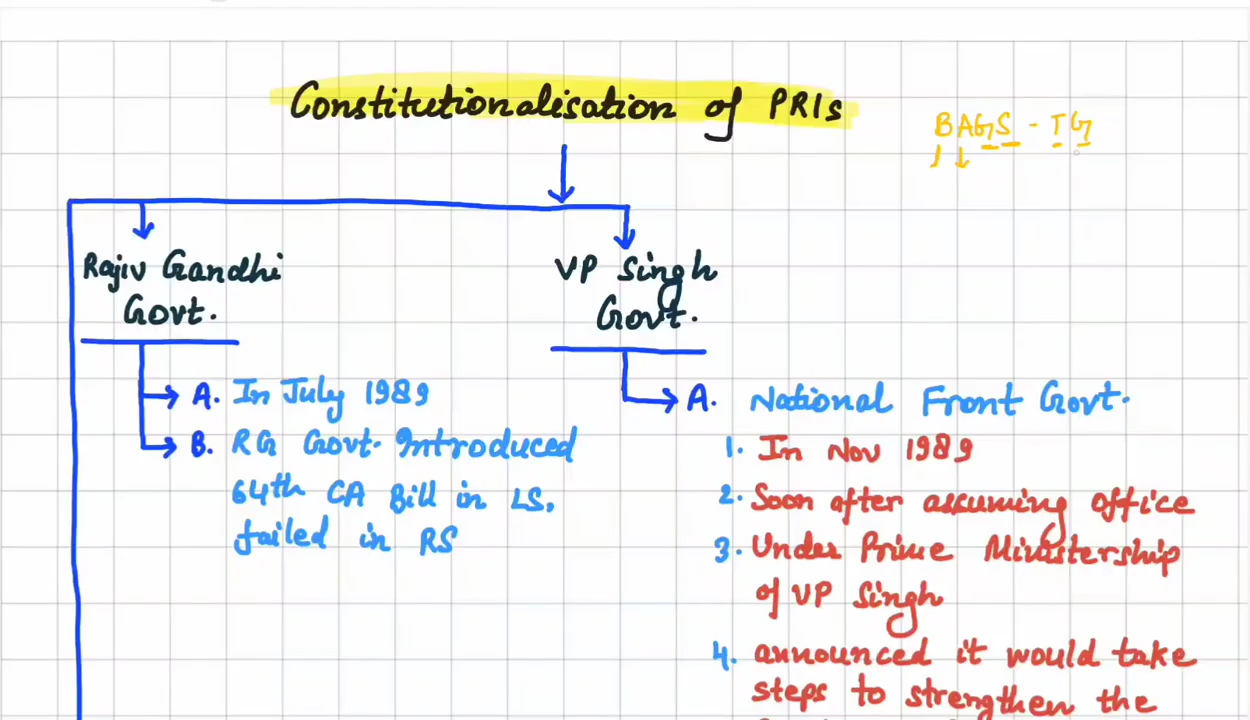 Constitutionalisation of PRIs
BAGS - TG
Rajiv Gandhi
Govt.
A. In July 1989
B. RG Govt. Introduced
64th CA Bill in LS,
failed in RS
VP Singh
Govt.
A. National Front Govt.
1. In Nov 1989
2. Soon after assuming office
3. Under Prime Ministership
of VP Singh
4. announced it would take
steps to strengthen the